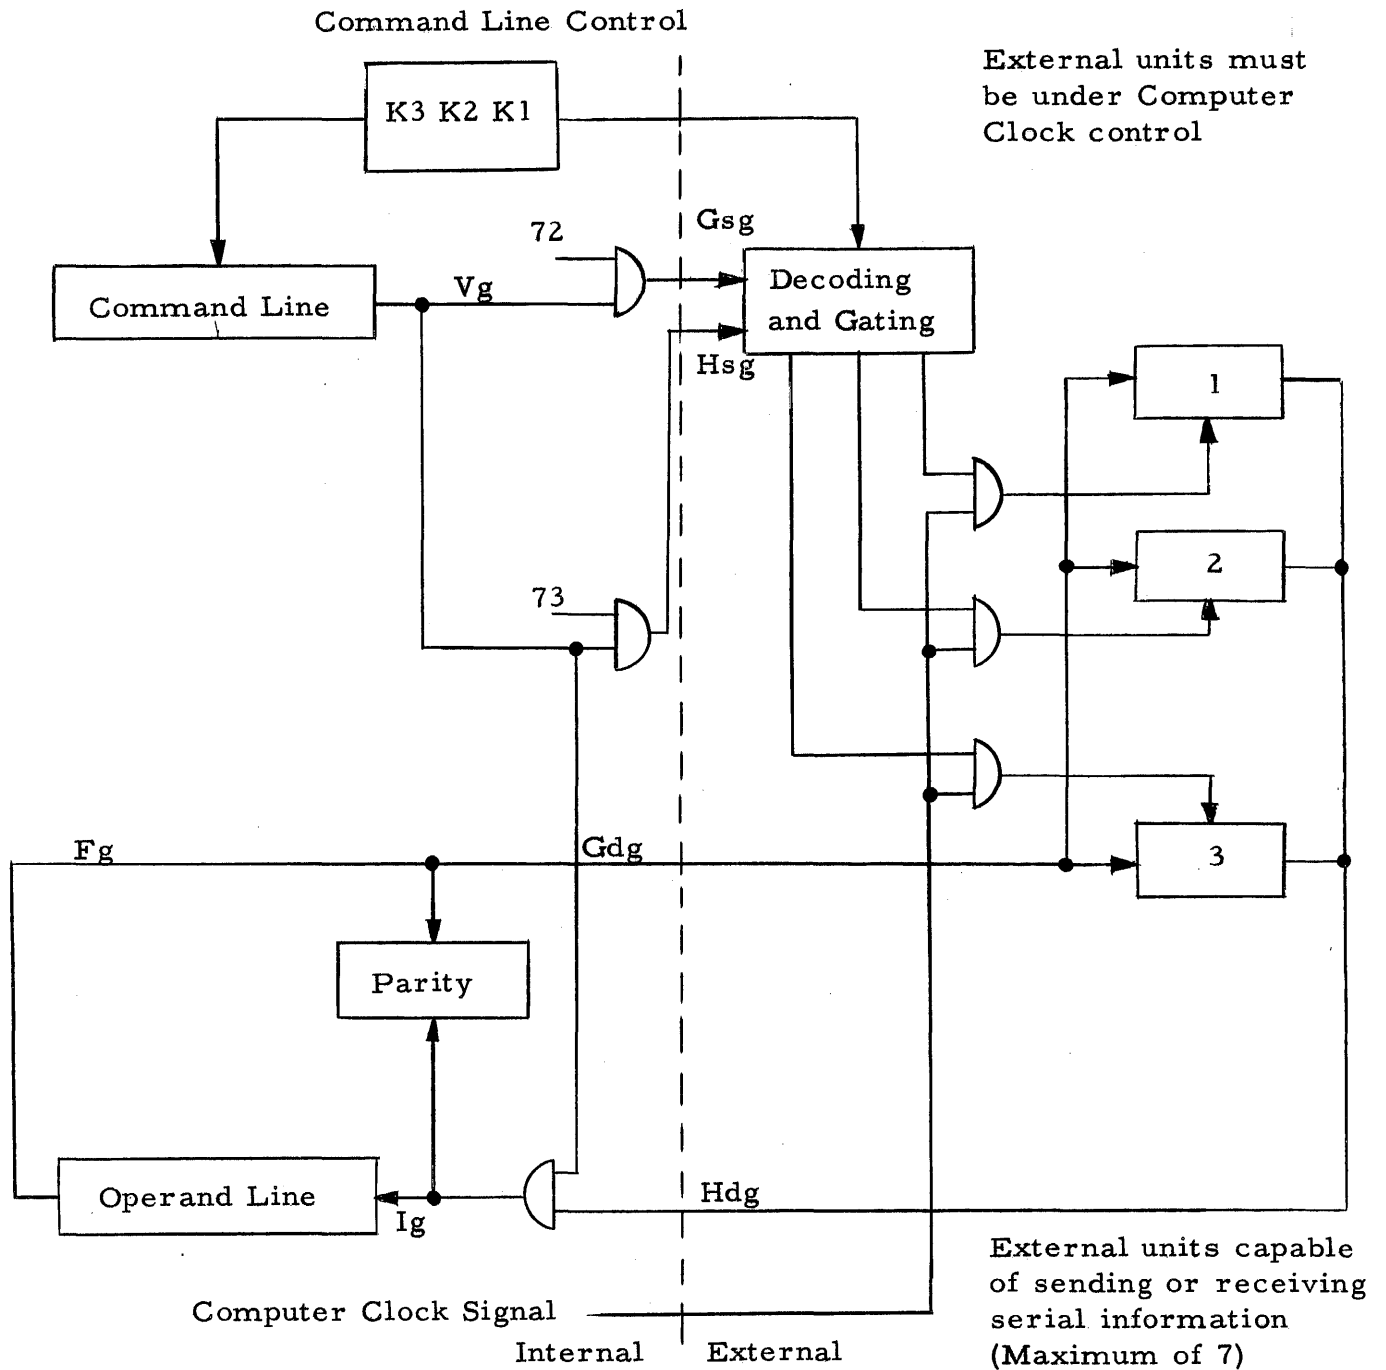 Command Line Control
External units must
be under Computer
Clock control
K3 K2 K1
Gsg
72
Decoding
and Gating
Vg
Command Line
Hsg
1
2
73
Fg
Gdg
3
Parity
Operand Line
Ig
Hdg
External units capable
of sending or receiving
serial information
(Maximum of 7)
Computer Clock Signal
Internal
External